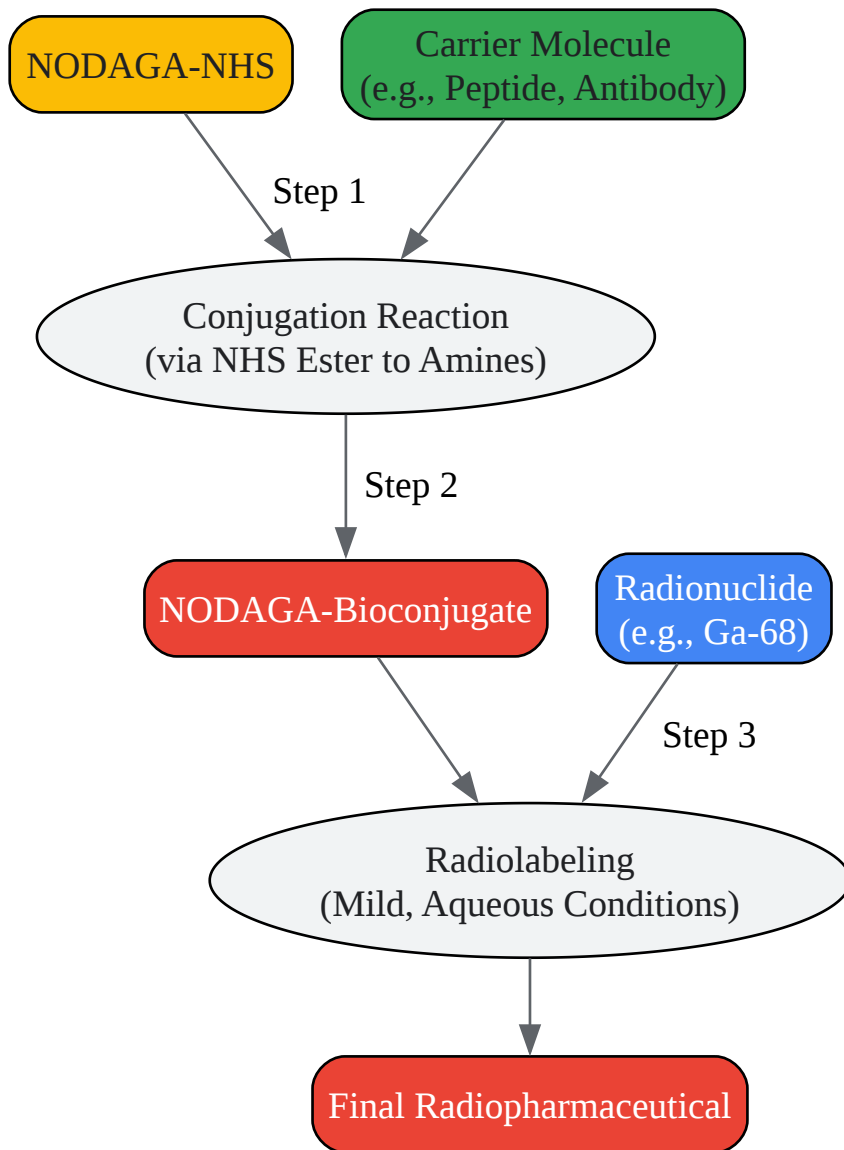 NODAGA-NHS
Carrier Molecule
(e.g., Peptide, Antibody)
Step 1
Conjugation Reaction
(via NHS Ester to Amines)
Step 2
NODAGA-Bioconjugate
Radionuclide
(e.g., Ga-68)
Step 3
Radiolabeling
(Mild, Aqueous Conditions)
Final Radiopharmaceutical